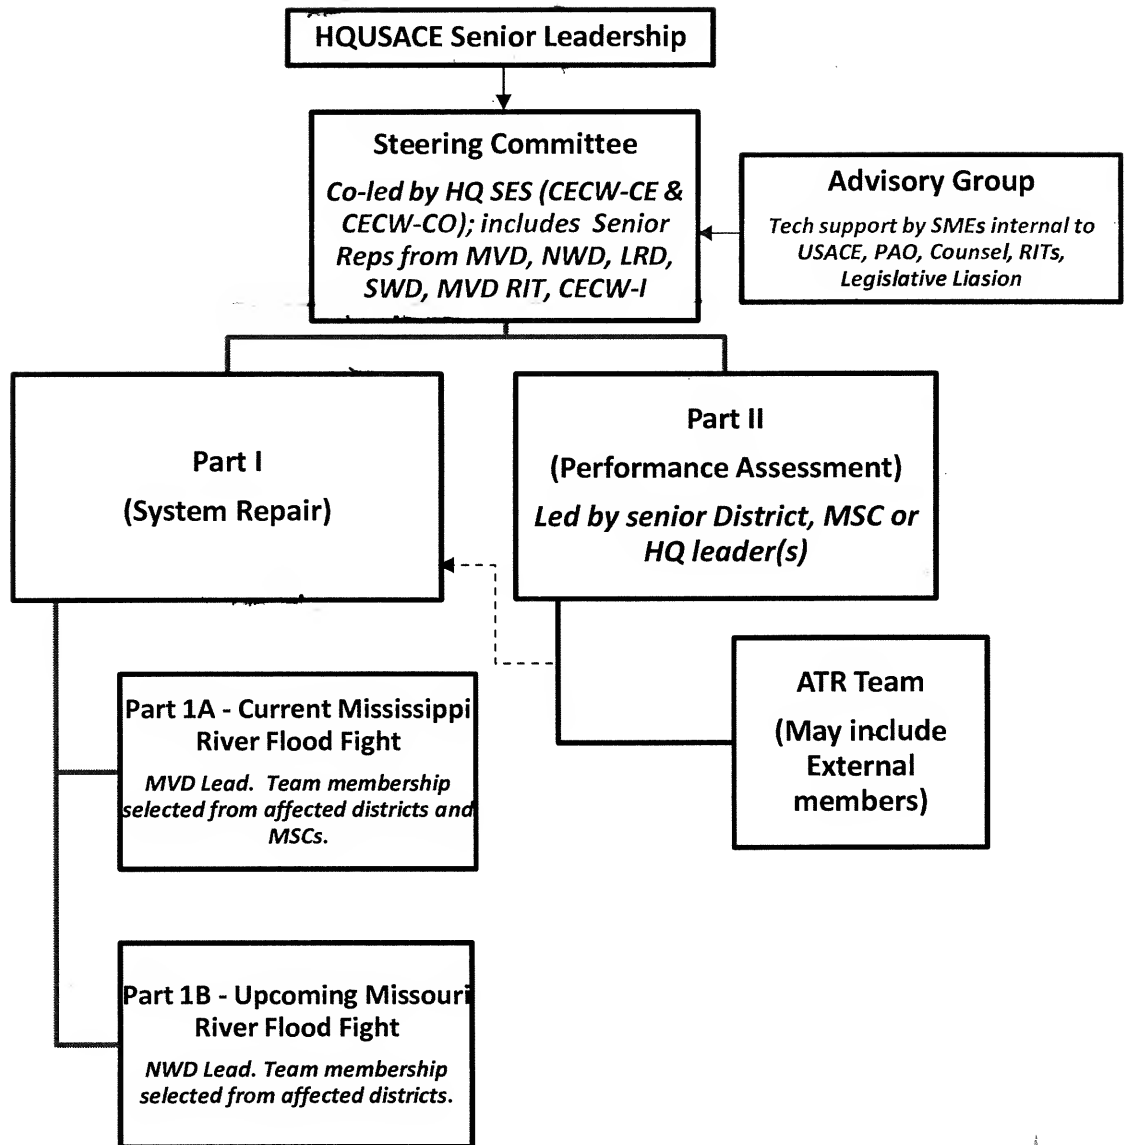 HQUSACE Senior Leadership
Steering Committee
Co-led by HQ SES (CECW-CE &
CECW-CO); includes Senior
Reps from MVD, NWD, LRD,
SWD, MVD RIT, CECW-I
Advisory Group
Tech support by SMEs internal to
USACE, PAO, Counsel, RITs,
Legislative Liasion
Part I
(System Repair)
Part II
(Performance Assessment)
Led by senior District, MSC or
HQ leader(s)
Part 1A - Current Mississippi
River Flood Fight
MVD Lead. Team membership
selected from affected districts and
MSCs.
ATR Team
(May include
External
members)
Part 1B - Upcoming Missouri
River Flood Fight
NWD Lead. Team membership
selected from affected districts.